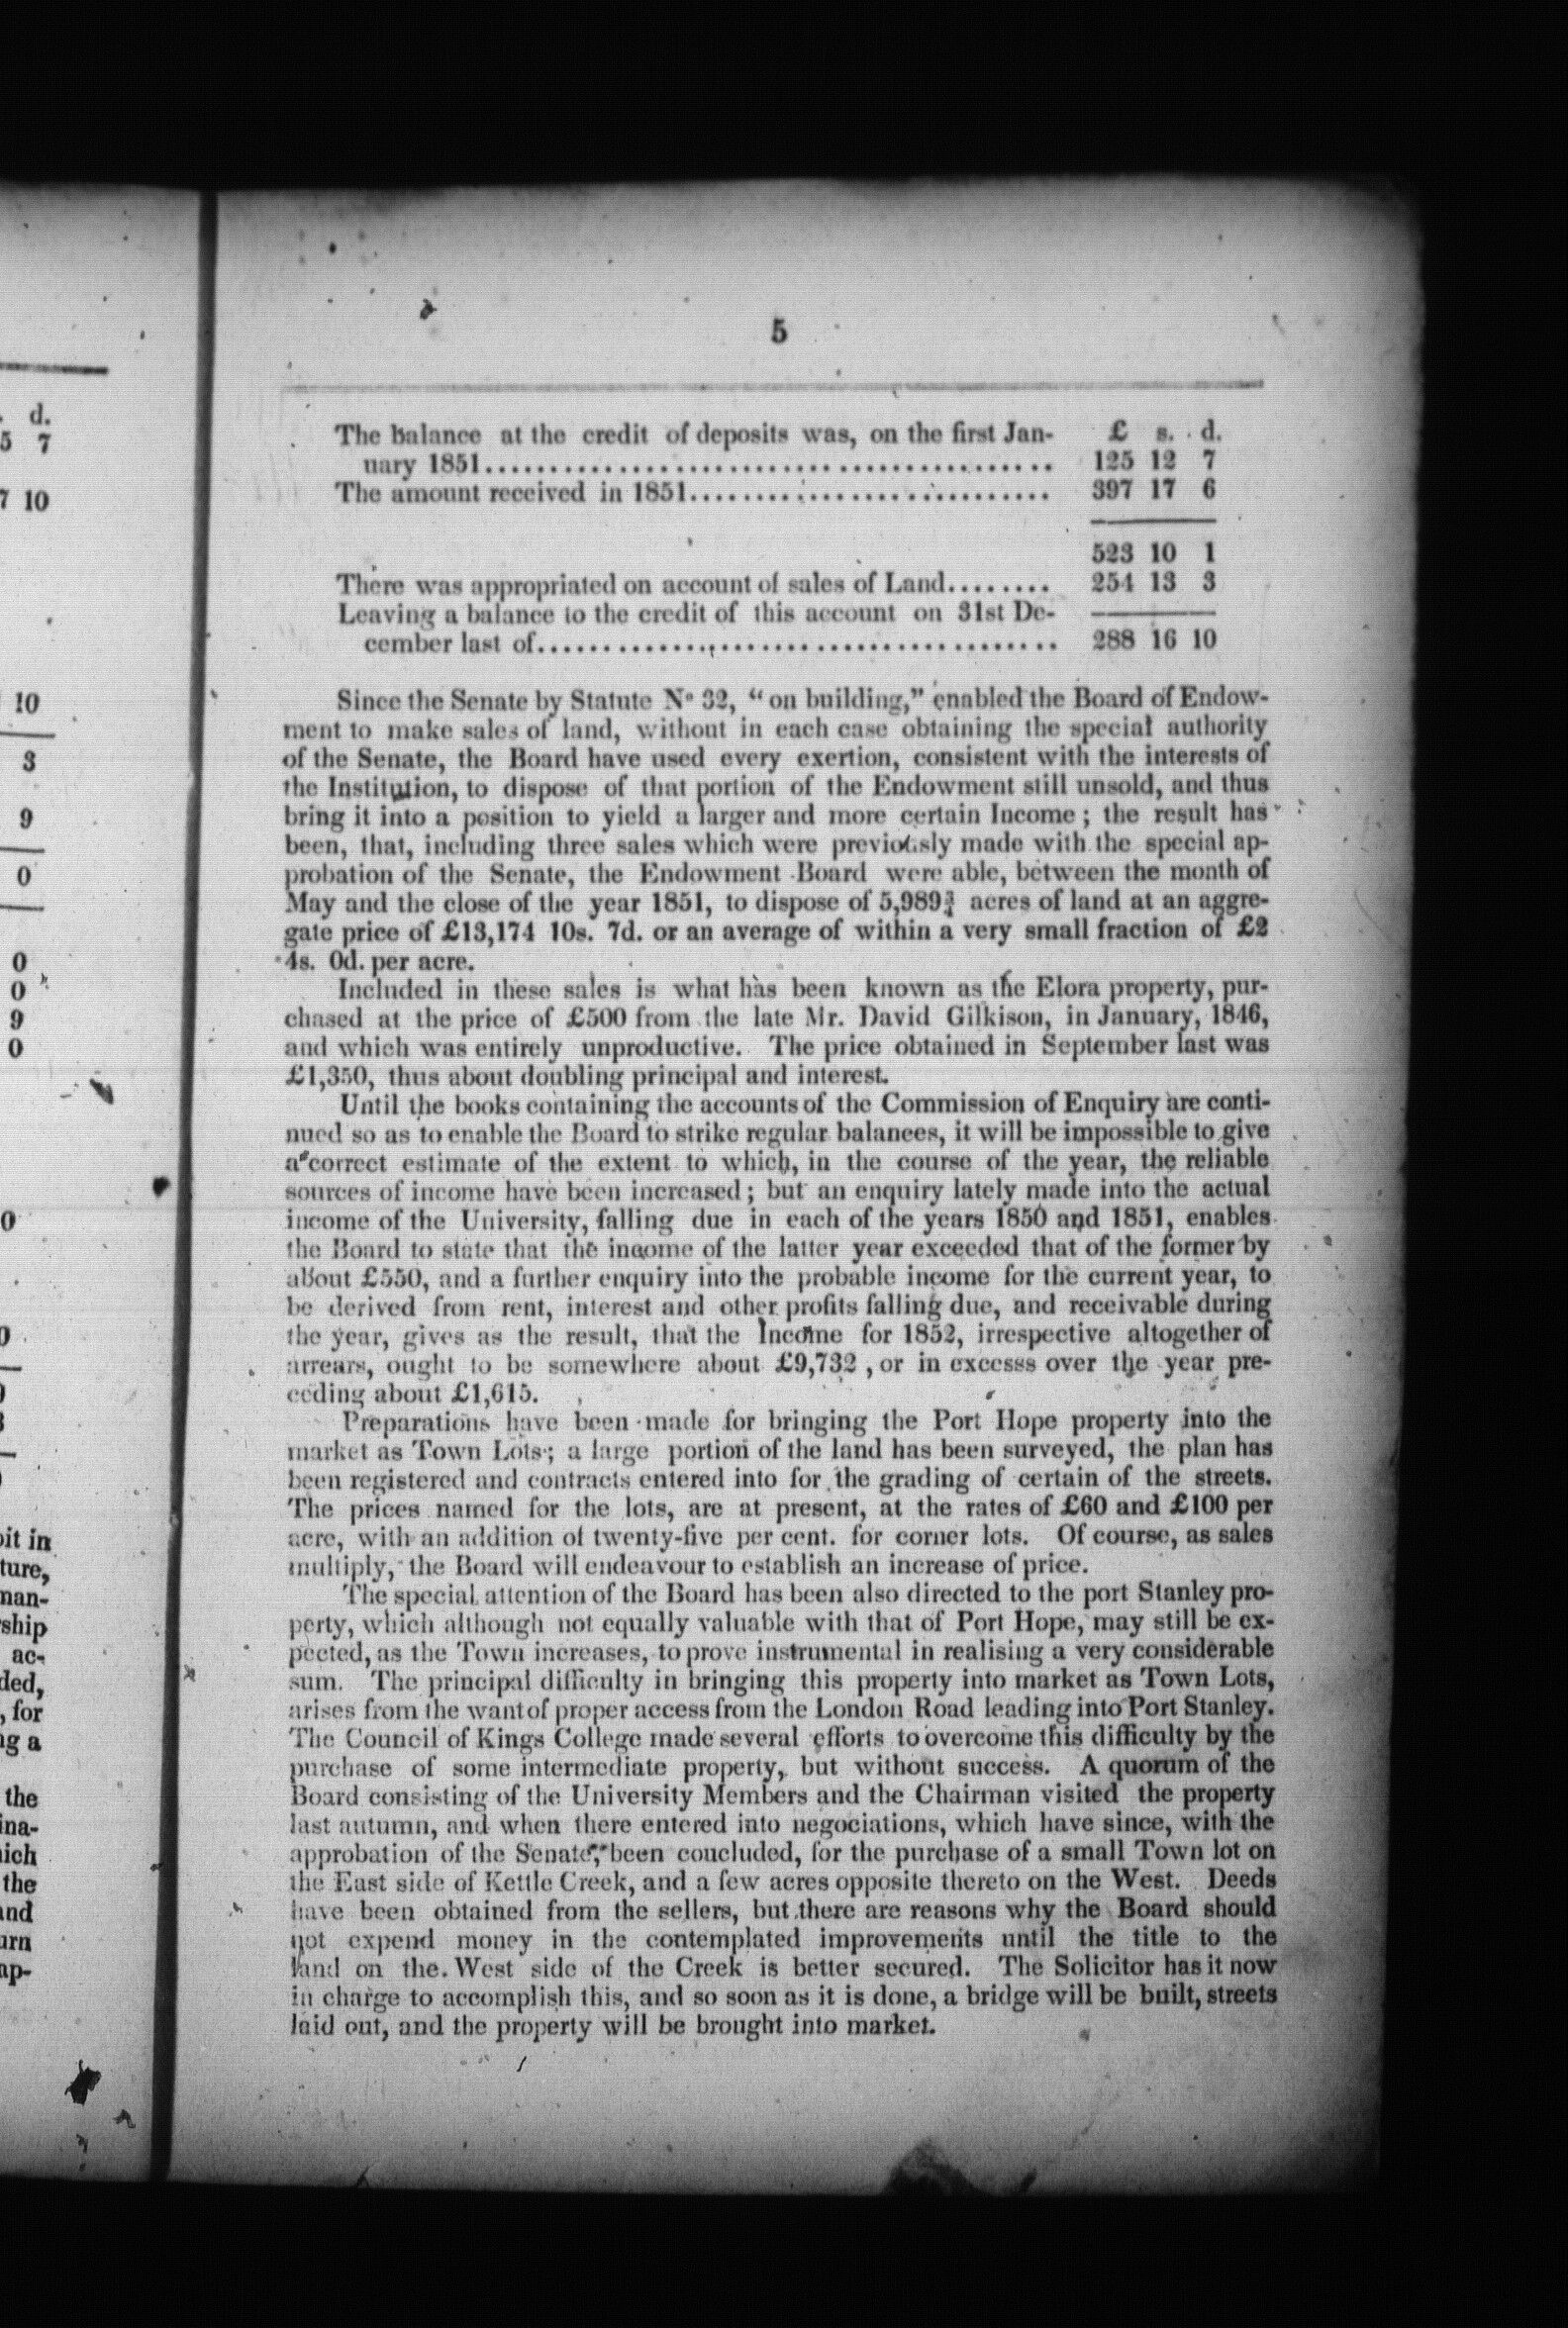 5
The balance at the credit of deposits was, on the first Jan- £ s. d.
nuary 1851........................................ 125 12 7
The amount received in 1851........................... 397 17 6
523 10 1
There was appropriated on account of sales of Land........ 254 13 3
Leaving a balance to the credit of this account on 31st De-
cember last of........................................ 288 16 10
Since the Senate by Statute No 32, “on building,” enabled the Board of Endow-
ment to make sales of land, without in each case obtaining the special authority
of the Senate, the Board have used every exertion, consistent with the interests of
the Institution, to dispose of that portion of the Endowment still unsold, and thus
bring it into a position to yield a larger and more certain Income ; the result has
been, that, including three sales which were previously made with the special ap-
probation of the Senate, the Endowment Board were able, between the month of
May and the close of the year 1851, to dispose of 5,989¾ acres of land at an aggre-
gate price of £13,174 10s. 7d. or an average of within a very small fraction of £2
4s. 0d. per acre.
Included in these sales is what has been known as the Elora property, pur-
chased at the price of £500 from the late Mr. David Gilkison, in January, 1846,
and which was entirely unproductive. The price obtained in September last was
£1,350, thus about doubling principal and interest.
Until the books containing the accounts of the Commission of Enquiry are conti-
nued so as to enable the Board to strike regular balances, it will be impossible to give
a correct estimate of the extent to which, in the course of the year, the reliable
sources of income have been increased ; but an enquiry lately made into the actual
income of the University, falling due in each of the years 1850 and 1851, enables
the Board to state that the income of the latter year exceeded that of the former by
about £550, and a further enquiry into the probable income for the current year, to
be derived from rent, interest and other profits falling due, and receivable during
the year, gives as the result, that the Income for 1852, irrespective altogether of
arrears, ought to be somewhere about £9,732 , or in excesss over the year pre-
ceding about £1,615.
Preparations have been made for bringing the Port Hope property into the
market as Town Lots ; a large portion of the land has been surveyed, the plan has
been registered and contracts entered into for the grading of certain of the streets.
The prices named for the lots, are at present, at the rates of £60 and £100 per
acre, with an addition of twenty-five per cent. for corner lots. Of course, as sales
multiply, the Board will endeavour to establish an increase of price.
The special attention of the Board has been also directed to the port Stanley pro-
perty, which although not equally valuable with that of Port Hope, may still be ex-
pected, as the Town increases, to prove instrumental in realising a very considerable
sum. The principal difficulty in bringing this property into market as Town Lots,
arises from the want of proper access from the London Road leading into Port Stanley.
The Council of Kings College made several efforts to overcome this difficulty by the
purchase of some intermediate property, but without success. A quorum of the
Board consisting of the University Members and the Chairman visited the property
last autumn, and when there entered into negociations, which have since, with the
approbation of the Senate, been concluded, for the purchase of a small Town lot on
the East side of Kettle Creek, and a few acres opposite thereto on the West. Deeds
have been obtained from the sellers, but there are reasons why the Board should
not expend money in the contemplated improvements until the title to the
land on the West side of the Creek is better secured. The Solicitor has it now
in charge to accomplish this, and so soon as it is done, a bridge will be built, streets
laid out, and the property will be brought into market.